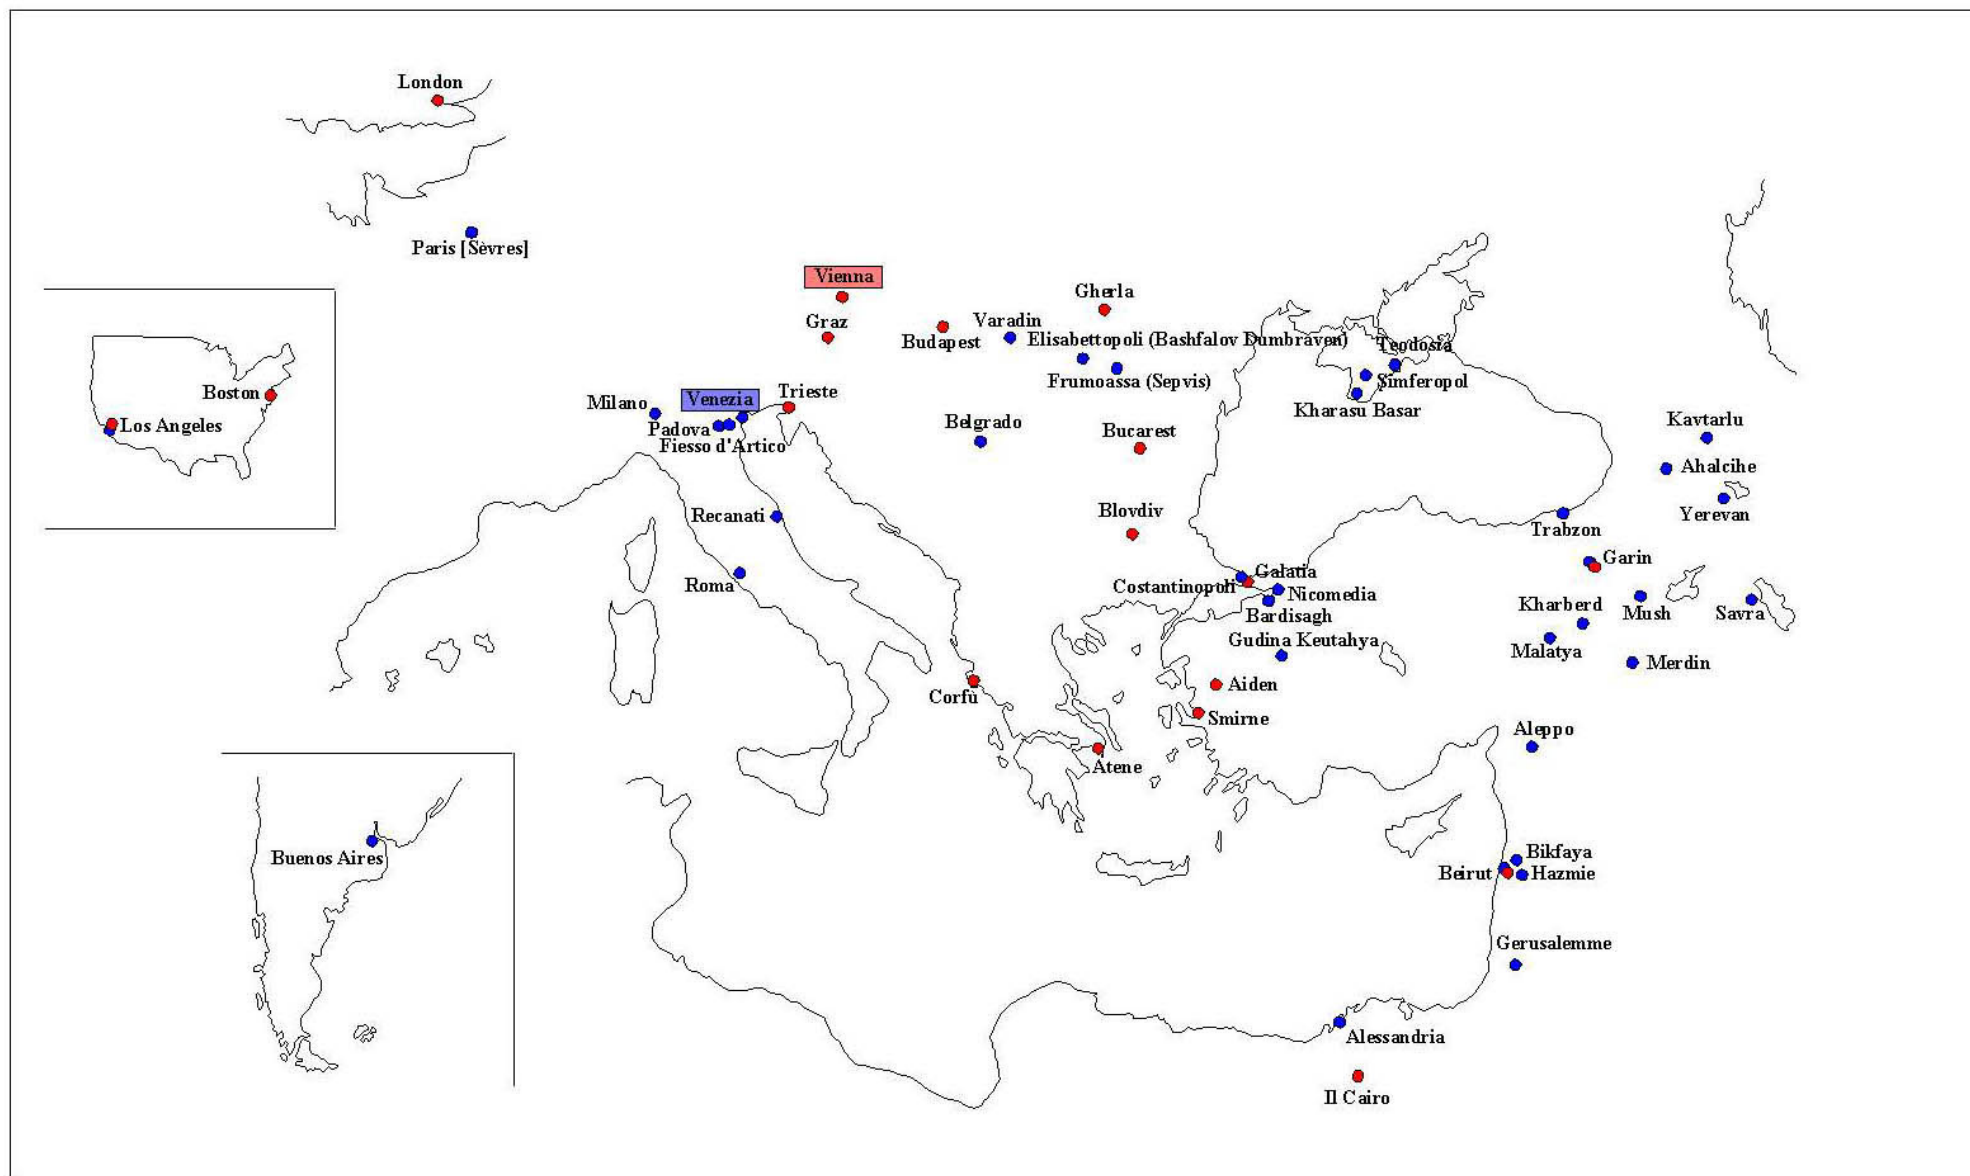 London
Paris [Sèvres]
Vienna
Graz
Gherla
Budapest
Varadin
Elisabettopoli (Bashfalov Dumbraven)
Frumoassa (Sepvis)
Teodosia
Simferopol
Kharasu Basar
Boston
Los Angeles
Milano
Venezia
Trieste
Padova
Fiesso d'Artico
Belgrado
Bucarest
Kavtarlu
Ahalcihe
Yerevan
Recanati
Blovdiv
Trabzon
Garin
Roma
Costantinopoli
Galatia
Nicomedia
Bardisagh
Kharberd
Mush
Savra
Gudina Keutahya
Malatya
Merdin
Corfù
Aiden
Smirne
Atene
Aleppo
Buenos Aires
Bikfaya
Beirut
Hazmie
Gerusalemme
Alessandria
Il Cairo